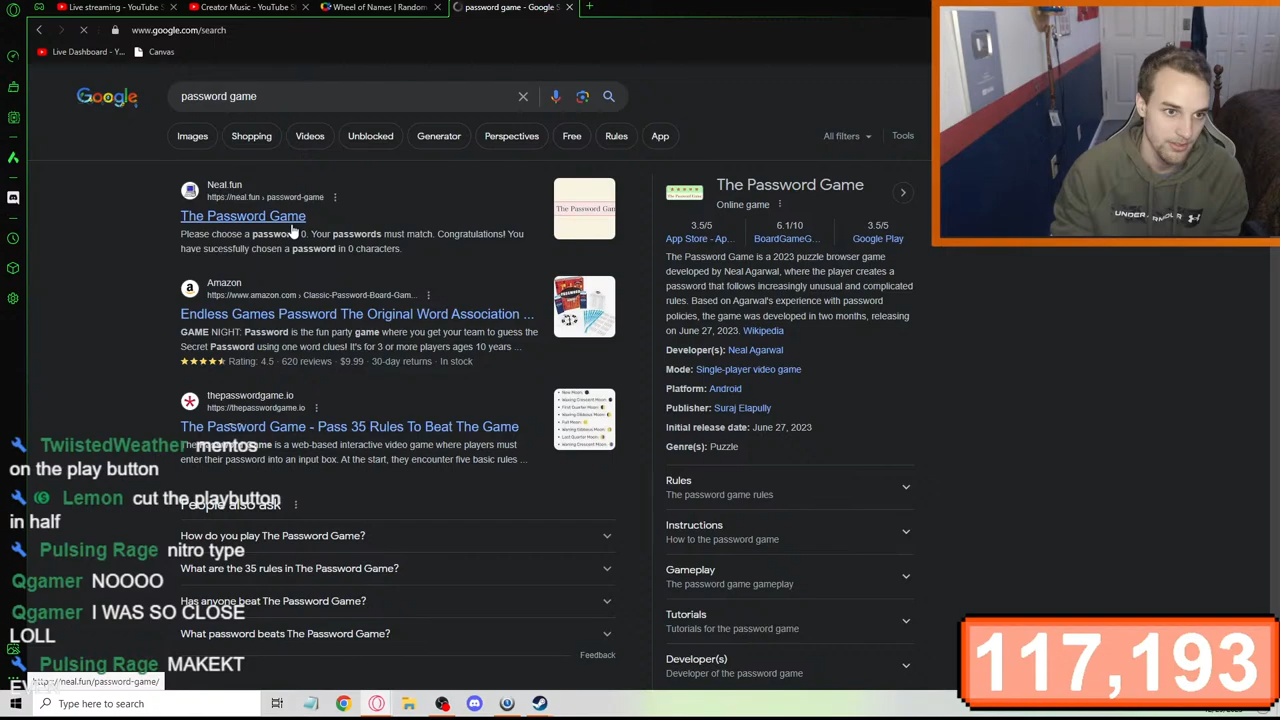 Live streaming - YouTube S
Creator Music - YouTube S
Wheel of Names | Random
password game - Google S
www.google.com/search
Live Dashboard - Y...
Canvas
Google
password game
Images
Shopping
Videos
Unblocked
Generator
Perspectives
Free
Rules
App
All filters
Tools
Neal.fun
https://neal.fun › password-game
The Password Game
Please choose a password 0. Your passwords must match. Congratulations! You
have sucessfully chosen a password in 0 characters.
The Password Gam
Amazon
https://www.amazon.com › Classic-Password-Board-Gam...
Endless Games Password The Original Word Association ...
GAME NIGHT: Password is the fun party game where you get your team to guess the
Secret Password using one word clues! It's for 3 or more players ages 10 years ...
Rating: 4.5 · 620 reviews · $9.99 · 30-day returns · In stock
thepasswordgame.io
https://thepasswordgame.io
The Password Game - Pass 35 Rules To Beat The Game
game is a unique interactive video game where players must
enter their password into an input box. At the start, they encounter five basic rules ...
People also ask
How do you play The Password Game?
What are the 35 rules in The Password Game?
Has anyone beat The Password Game?
What password beats The Password Game?
Feedback
The Password Game
Online game
3.5/5
App Store - Ap...
6.1/10
BoardGameG...
3.5/5
Google Play
The Password Game is a 2023 puzzle browser game
developed by Neal Agarwal, where the player creates a
password that follows increasingly unusual and complicated
rules. Based on Agarwal's experience with password
policies, the game was developed in two months, releasing
on June 27, 2023. Wikipedia
Developer(s): Neal Agarwal
Mode: Single-player video game
Platform: Android
Publisher: Suraj Elapully
Initial release date: June 27, 2023
Genre(s): Puzzle
Rules
The password game rules
Instructions
How to the password game
Gameplay
The password game gameplay
Tutorials
Tutorials for the password game
Developer(s)
Developer of the password game
TwistedWeather mentos
on the play button
Lemon cut the playbutton
in half
Pulsing Rage nitro type
Qgamer NOOOO
Qgamer I WAS SO CLOSE
LOLL
Pulsing Rage MAKEKT
http://neal.fun/password-game/
Type here to search
UNDER ARMOUR
117,193